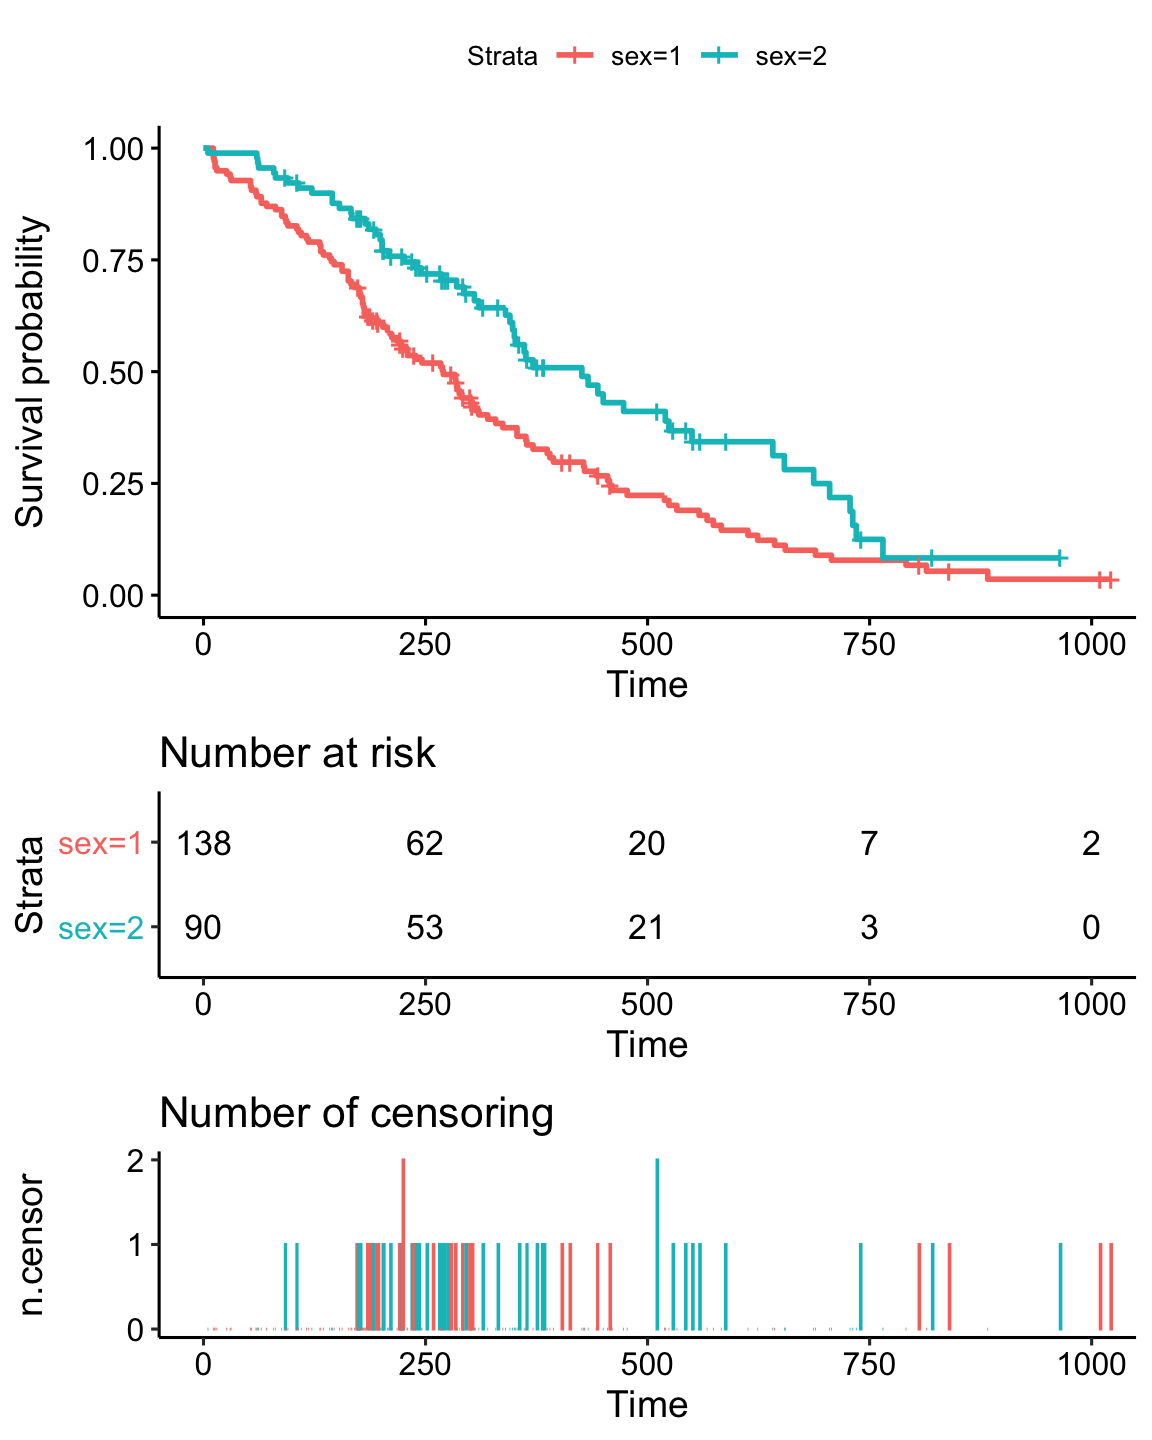 Strata sex=1 sex=2
Survival probability
1.00
0.75
0.50
0.25
0.00
0 250 500 750 1000
Time
Number at risk
Strata
sex=1 138 62 20 7 2
sex=2 90 53 21 3 0
0 250 500 750 1000
Time
Number of censoring
n.censor
2
1
0
0 250 500 750 1000
Time